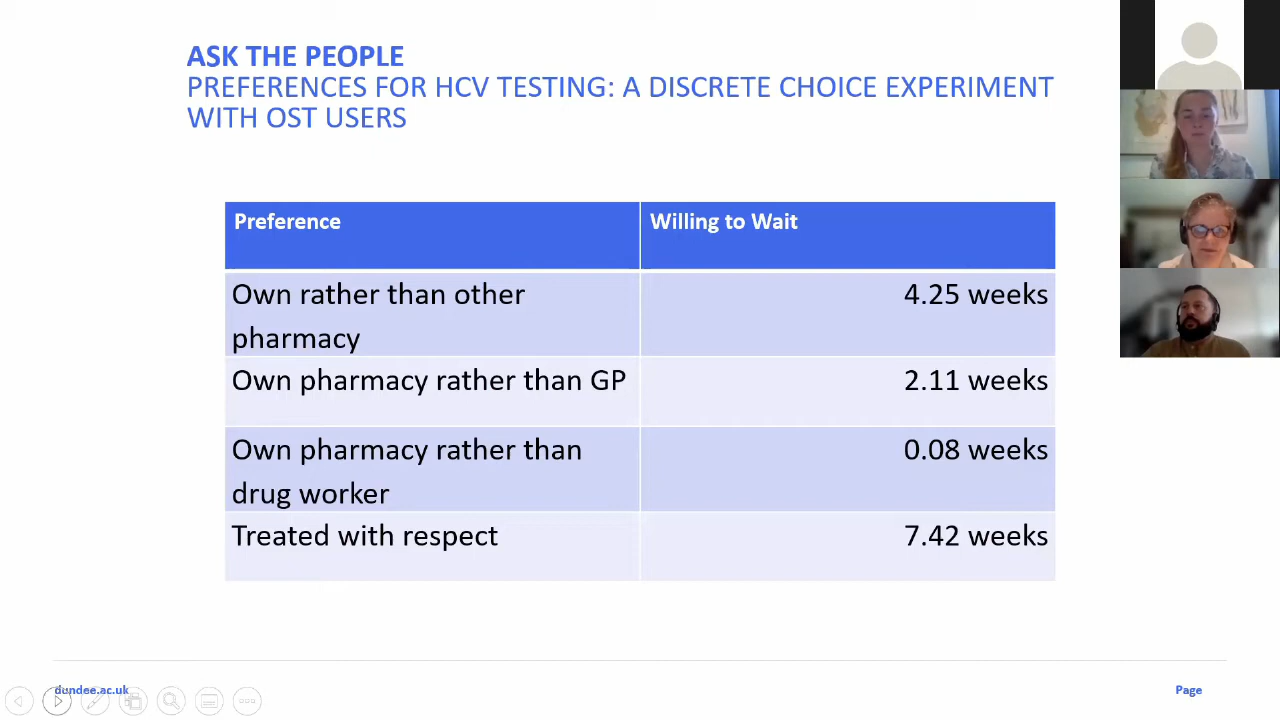 ASK THE PEOPLE
PREFERENCES FOR HCV TESTING: A DISCRETE CHOICE EXPERIMENT
WITH OST USERS
Preference
Willing to Wait
Own rather than other
pharmacy
4.25 weeks
Own pharmacy rather than GP
2.11 weeks
Own pharmacy rather than
drug worker
0.08 weeks
Treated with respect
7.42 weeks
dundee.ac.uk
Page